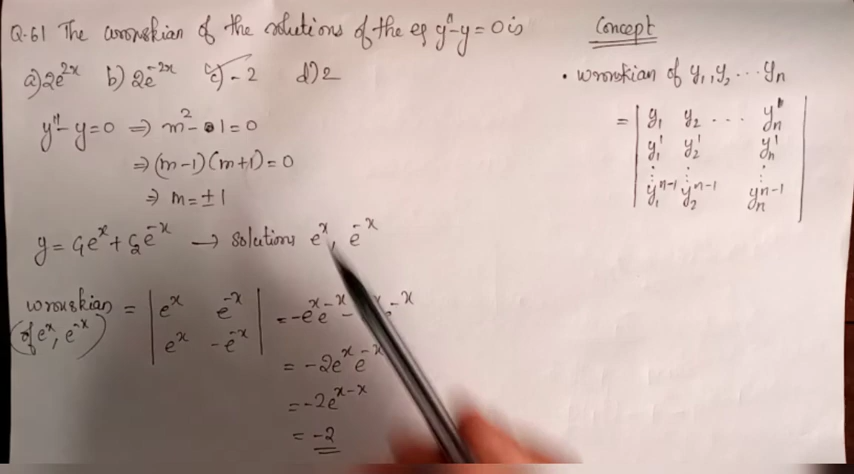 Q.61 The wronskian of the solutions of the eq y''-y=0 is
a) 2e^{2x} b) 2e^{-2x} c) -2 d) 2
y''-y=0 ⇒ m²-1=0
⇒ (m-1)(m+1)=0
⇒ m=±1
y=C₁e^x+C₂e^{-x} → solutions e^x, e^{-x}
wronskian = | e^x e^{-x} | = -e^x e^{-x} - e^{-x}
(of e^x, e^{-x}) | e^x -e^{-x} |
= -2e^x e^{-x}
= -2e^{x-x}
= -2
Concept
• wronskian of y₁, y₂ ... yₙ
= | y₁ y₂ ... yₙ |
| y₁' y₂' yₙ' |
| ⋮ ⋮ ⋮ |
| y₁^{n-1} y₂^{n-1} yₙ^{n-1} |